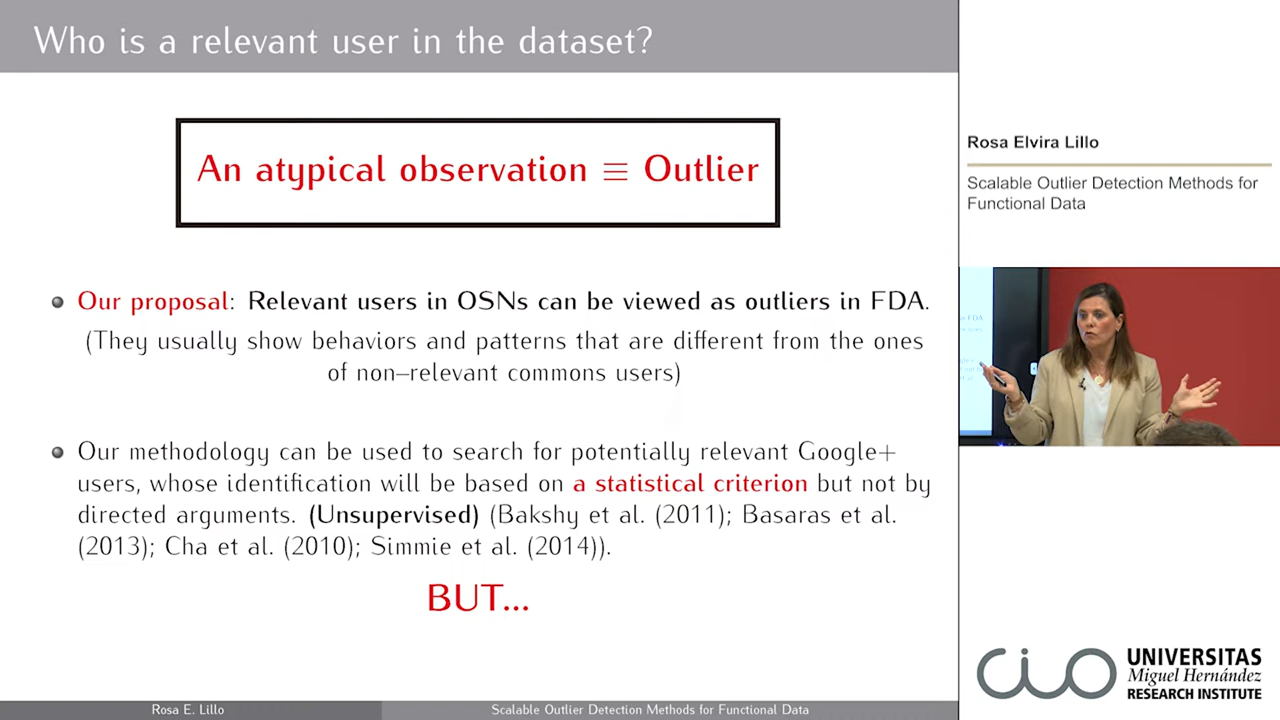 Who is a relevant user in the dataset?
An atypical observation ≡ Outlier
Our proposal: Relevant users in OSNs can be viewed as outliers in FDA.
(They usually show behaviors and patterns that are different from the ones
of non–relevant commons users)
Our methodology can be used to search for potentially relevant Google+
users, whose identification will be based on a statistical criterion but not by
directed arguments. (Unsupervised) (Bakshy et al. (2011); Basaras et al.
(2013); Cha et al. (2010); Simmie et al. (2014)).
BUT...
Rosa E. Lillo
Scalable Outlier Detection Methods for Functional Data
Rosa Elvira Lillo
Scalable Outlier Detection Methods for
Functional Data
cio
UNIVERSITAS
Miguel Hernández
RESEARCH INSTITUTE